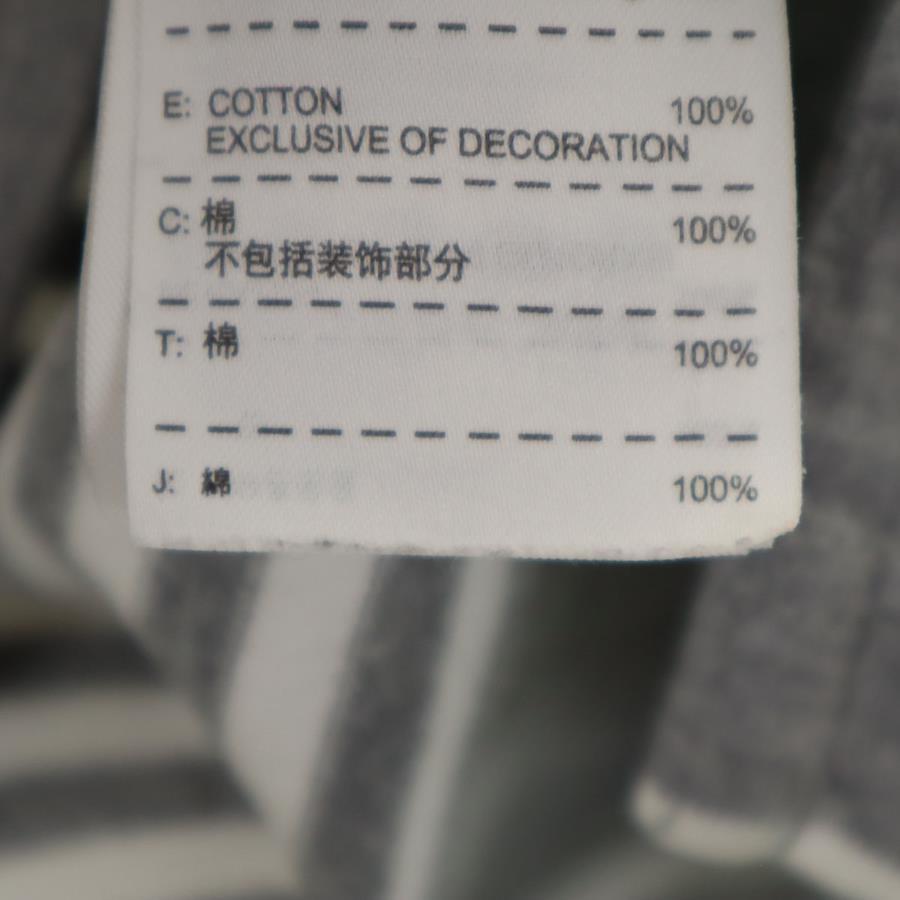 E: COTTON 100%
EXCLUSIVE OF DECORATION
C: 棉 100%
不包括装饰部分
T: 棉 100%
J: 綿 100%